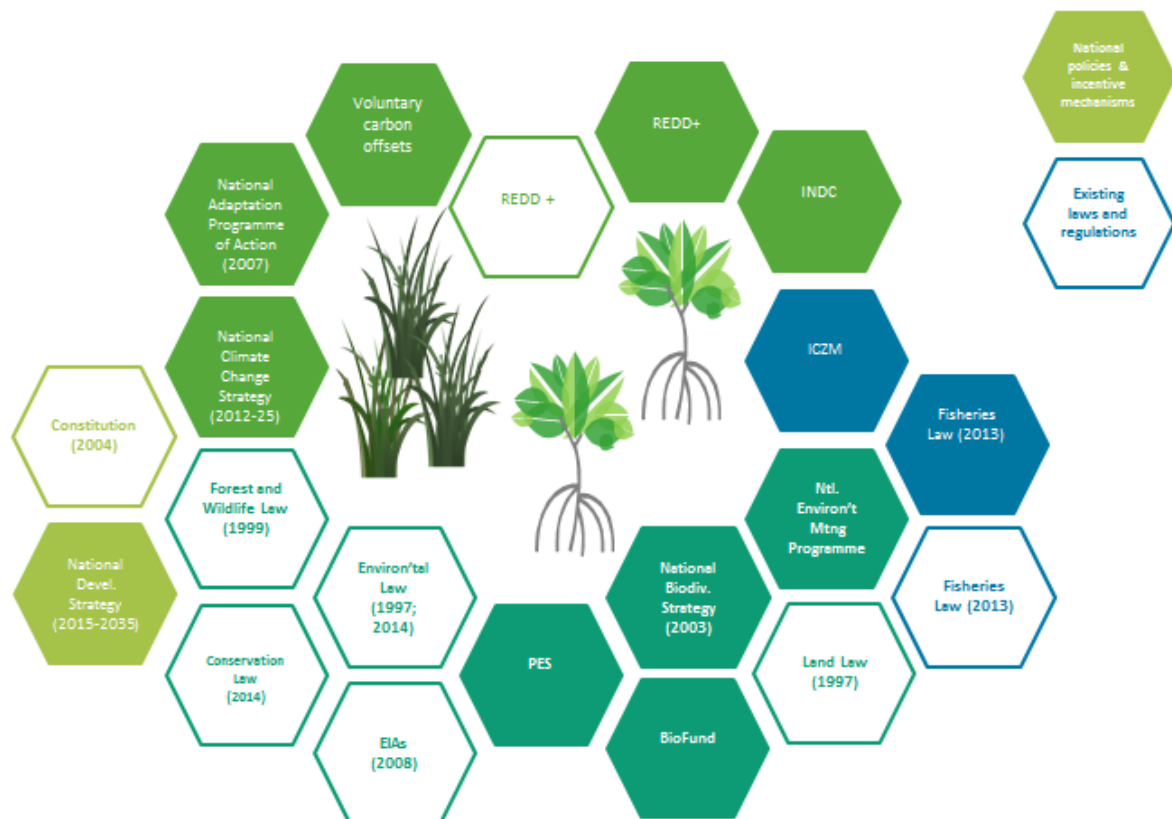 National
policies &
incentive
mechanisms
Existing
laws and
regulations
Voluntary
carbon
offsets
REDD+
REDD +
INDC
National
Adaptation
Programme
of Action
(2007)
National
Climate
Change
Strategy
(2012-25)
ICZM
Fisheries
Law (2013)
Constitution
(2004)
Forest and
Wildlife Law
(1999)
Ntl.
Environ't
Mtng
Programme
National
Devel.
Strategy
(2015-2035)
Environ'tal
Law
(1997;
2014)
National
Biodiv.
Strategy
(2003)
Fisheries
Law (2013)
Conservation
Law
(2014)
PES
Land Law
(1997)
EIAs
(2008)
BioFund